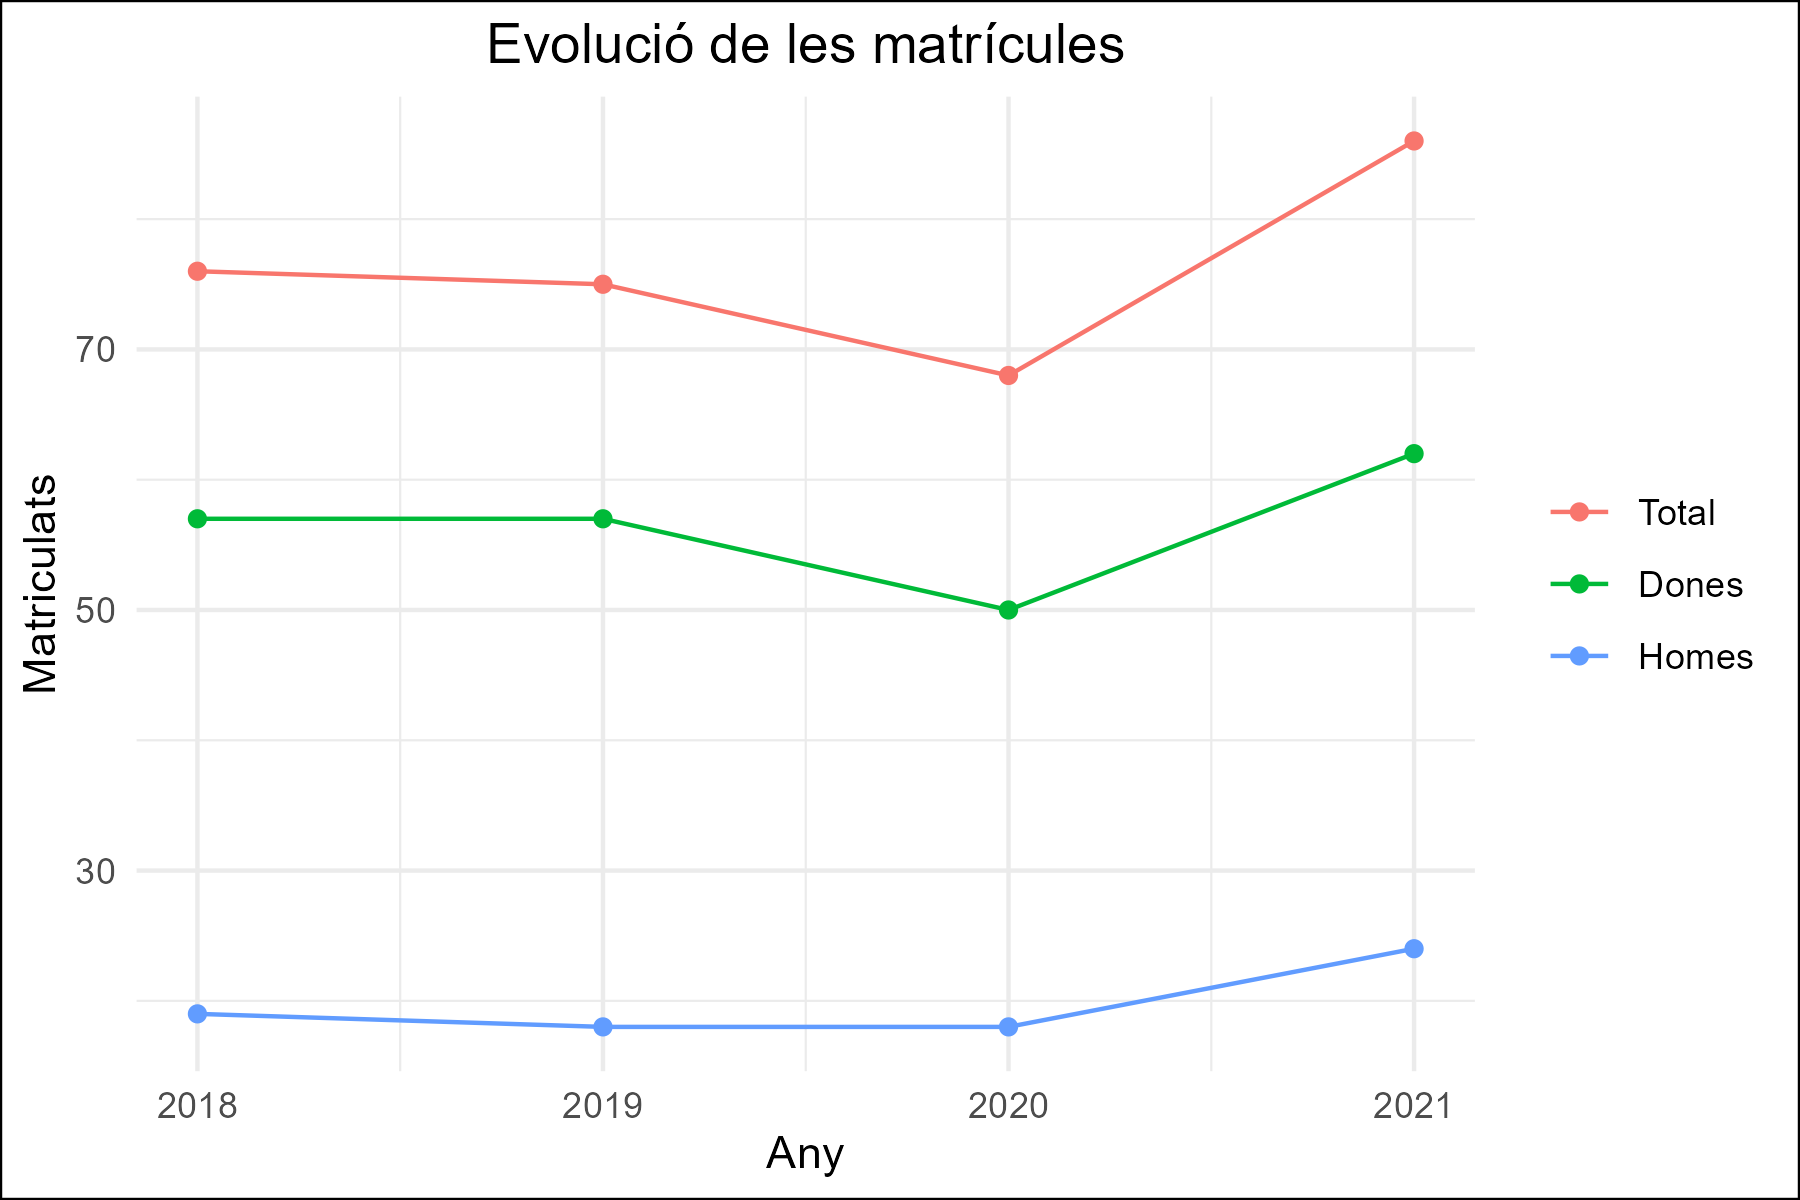 Evolució de les matrícules
Matriculats
70
50
30
2018 2019 2020 2021
Any
Total
Dones
Homes